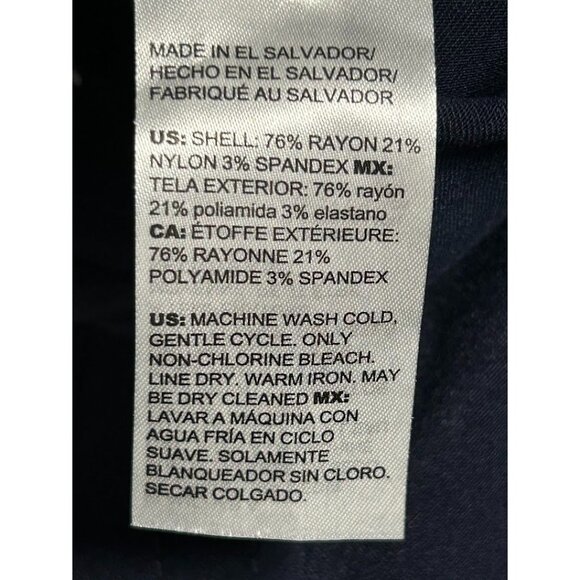 MADE IN EL SALVADOR/
HECHO EN EL SALVADOR/
FABRIQUÉ AU SALVADOR
US: SHELL: 76% RAYON 21%
NYLON 3% SPANDEX MX:
TELA EXTERIOR: 76% rayón
21% poliamida 3% elastano
CA: ÉTOFFE EXTÉRIEURE:
76% RAYONNE 21%
POLYAMIDE 3% SPANDEX
US: MACHINE WASH COLD,
GENTLE CYCLE. ONLY
NON-CHLORINE BLEACH.
LINE DRY. WARM IRON. MAY
BE DRY CLEANED MX:
LAVAR A MÁQUINA CON
AGUA FRÍA EN CICLO
SUAVE. SOLAMENTE
BLANQUEADOR SIN CLORO.
SECAR COLGADO.